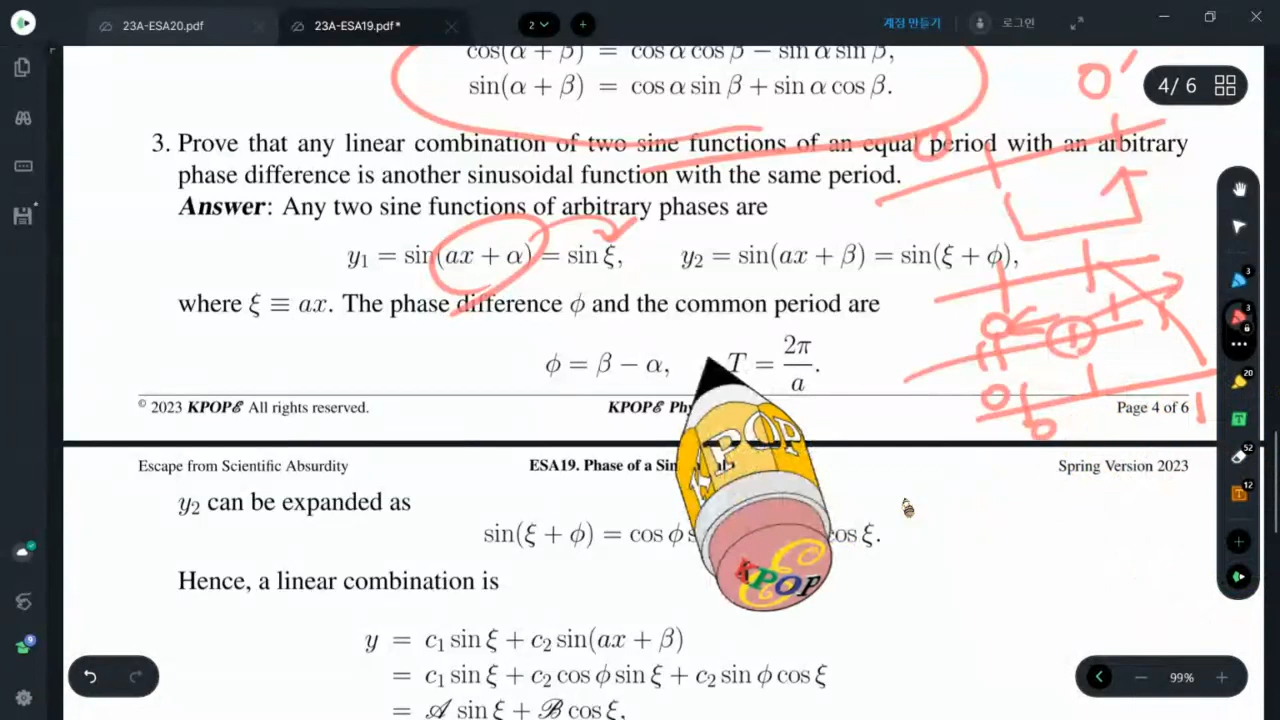 23A-ESA20.pdf
23A-ESA19.pdf*
2
계정 만들기
로그인
4/ 6
cos(α + β) = cos α cos β − sin α sin β,
sin(α + β) = cos α sin β + sin α cos β.
O′
3. Prove that any linear combination of two sine functions of an equal period with an arbitrary
phase difference is another sinusoidal function with the same period.
Answer: Any two sine functions of arbitrary phases are
y₁ = sin(ax + α) = sin ξ, y₂ = sin(ax + β) = sin(ξ + ϕ),
where ξ ≡ ax. The phase difference ϕ and the common period are
ϕ = β − α, T = 2π/a.
© 2023 KPOPℰ All rights reserved. KPOPℰ Page 4 of 6
Escape from Scientific Absurdity ESA19. Phase of a Spring Version 2023
y₂ can be expanded as
sin(ξ + ϕ) = cos ϕ cos ξ.
KPOP
KPOP
Hence, a linear combination is
y = c₁ sin ξ + c₂ sin(ax + β)
= c₁ sin ξ + c₂ cos ϕ sin ξ + c₂ sin ϕ cos ξ
= 𝒜 sin ξ + ℬ cos ξ,
3
3
20
52
12
9
99%